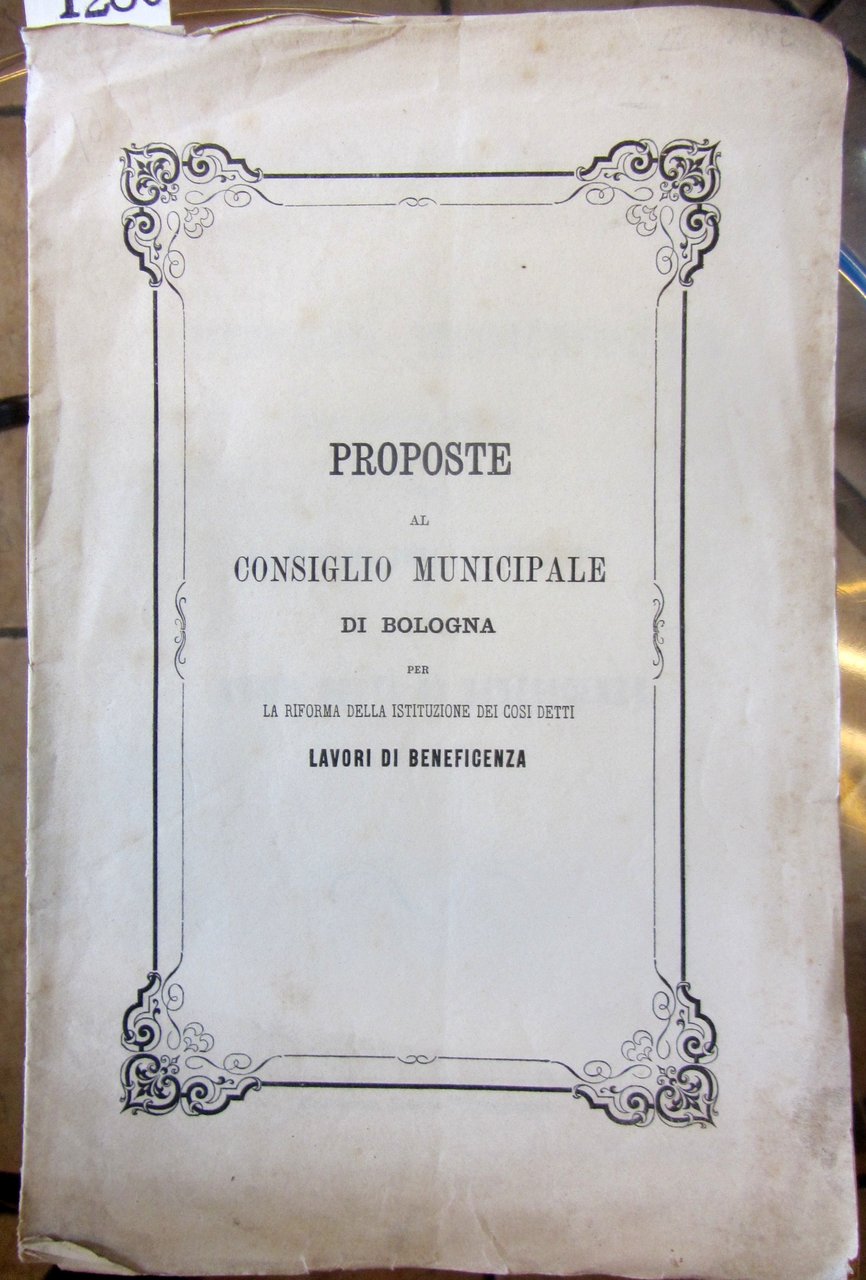 PROPOSTE
AL
CONSIGLIO MUNICIPALE
DI BOLOGNA
PER
LA RIFORMA DELLA ISTITUZIONE DEI COSI DETTI
LAVORI DI BENEFICENZA